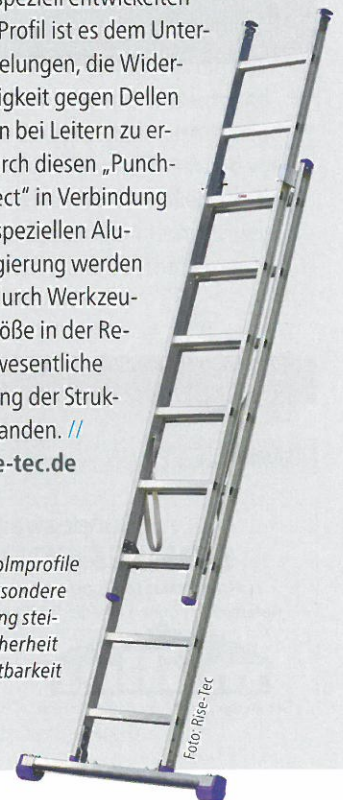 speziell entwickelten
Profil ist es dem Unter-
elungen, die Wider-
igkeit gegen Dellen
n bei Leitern zu er-
rch diesen „Punch-
ect“ in Verbindung
speziellen Alu-
gierung werden
durch Werkzeu-
öße in der Re-
wesentliche
ng der Struk-
anden. //
e-tec.de
olmprofile
sondere
ng stei-
herheit
tbarkeit
Foto: Rise-Tec